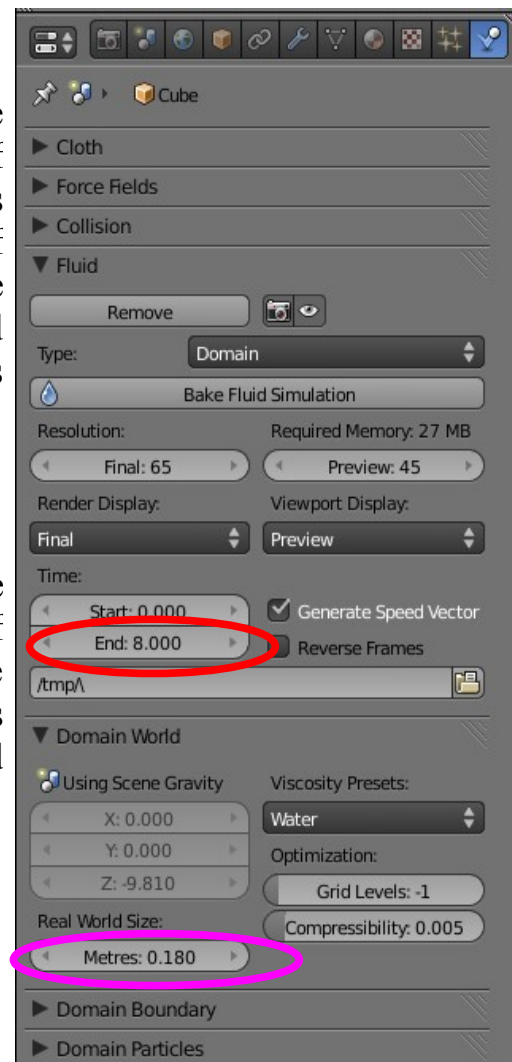 Cube
Cloth
Force Fields
Collision
Fluid
Remove
Type: Domain
Bake Fluid Simulation
Resolution: Required Memory: 27 MB
Final: 65 Preview: 45
Render Display: Viewport Display:
Final Preview
Time:
Start: 0.000 Generate Speed Vector
End: 8.000 Reverse Frames
/tmp/\
Domain World
Using Scene Gravity Viscosity Presets:
X: 0.000 Water
Y: 0.000 Optimization:
Z: -9.810 Grid Levels: -1
Real World Size: Compressibility: 0.005
Metres: 0.180
Domain Boundary
Domain Particles